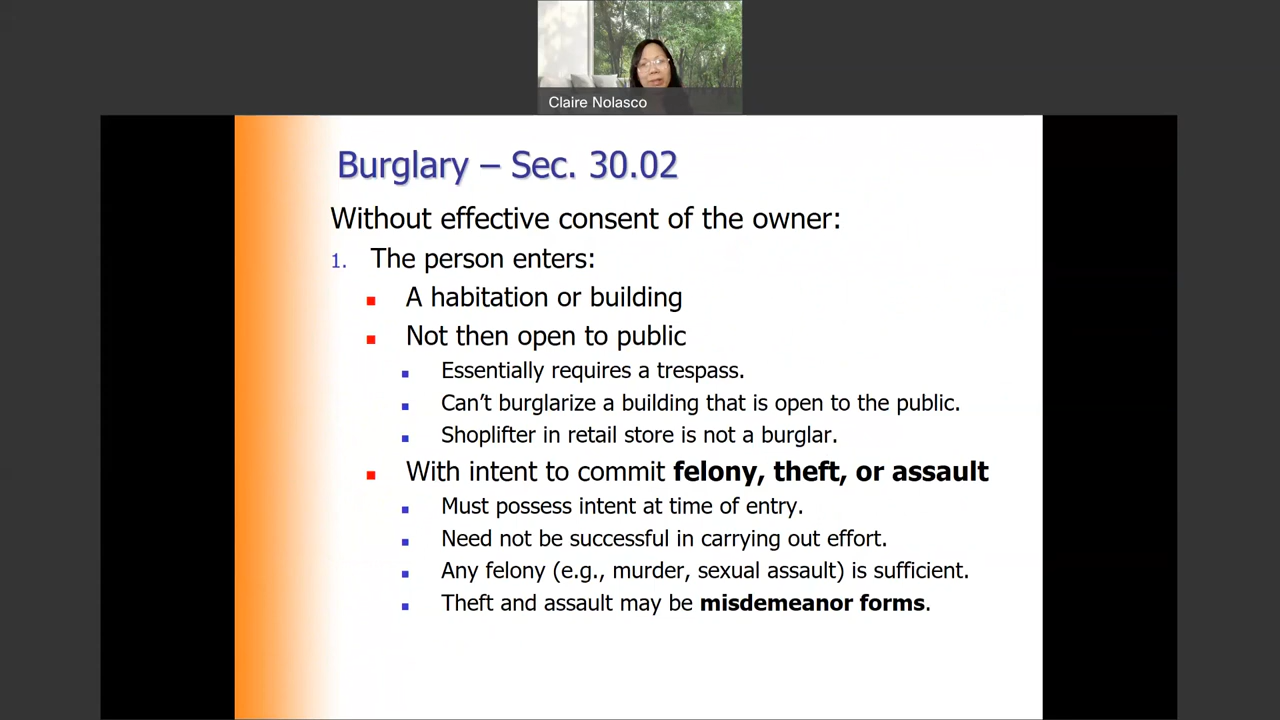 Claire Nolasco
Burglary – Sec. 30.02
Without effective consent of the owner:
1. The person enters:
A habitation or building
Not then open to public
Essentially requires a trespass.
Can’t burglarize a building that is open to the public.
Shoplifter in retail store is not a burglar.
With intent to commit felony, theft, or assault
Must possess intent at time of entry.
Need not be successful in carrying out effort.
Any felony (e.g., murder, sexual assault) is sufficient.
Theft and assault may be misdemeanor forms.